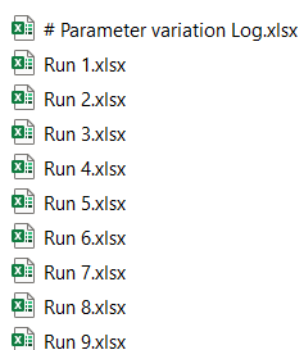 # Parameter variation Log.xlsx
Run 1.xlsx
Run 2.xlsx
Run 3.xlsx
Run 4.xlsx
Run 5.xlsx
Run 6.xlsx
Run 7.xlsx
Run 8.xlsx
Run 9.xlsx